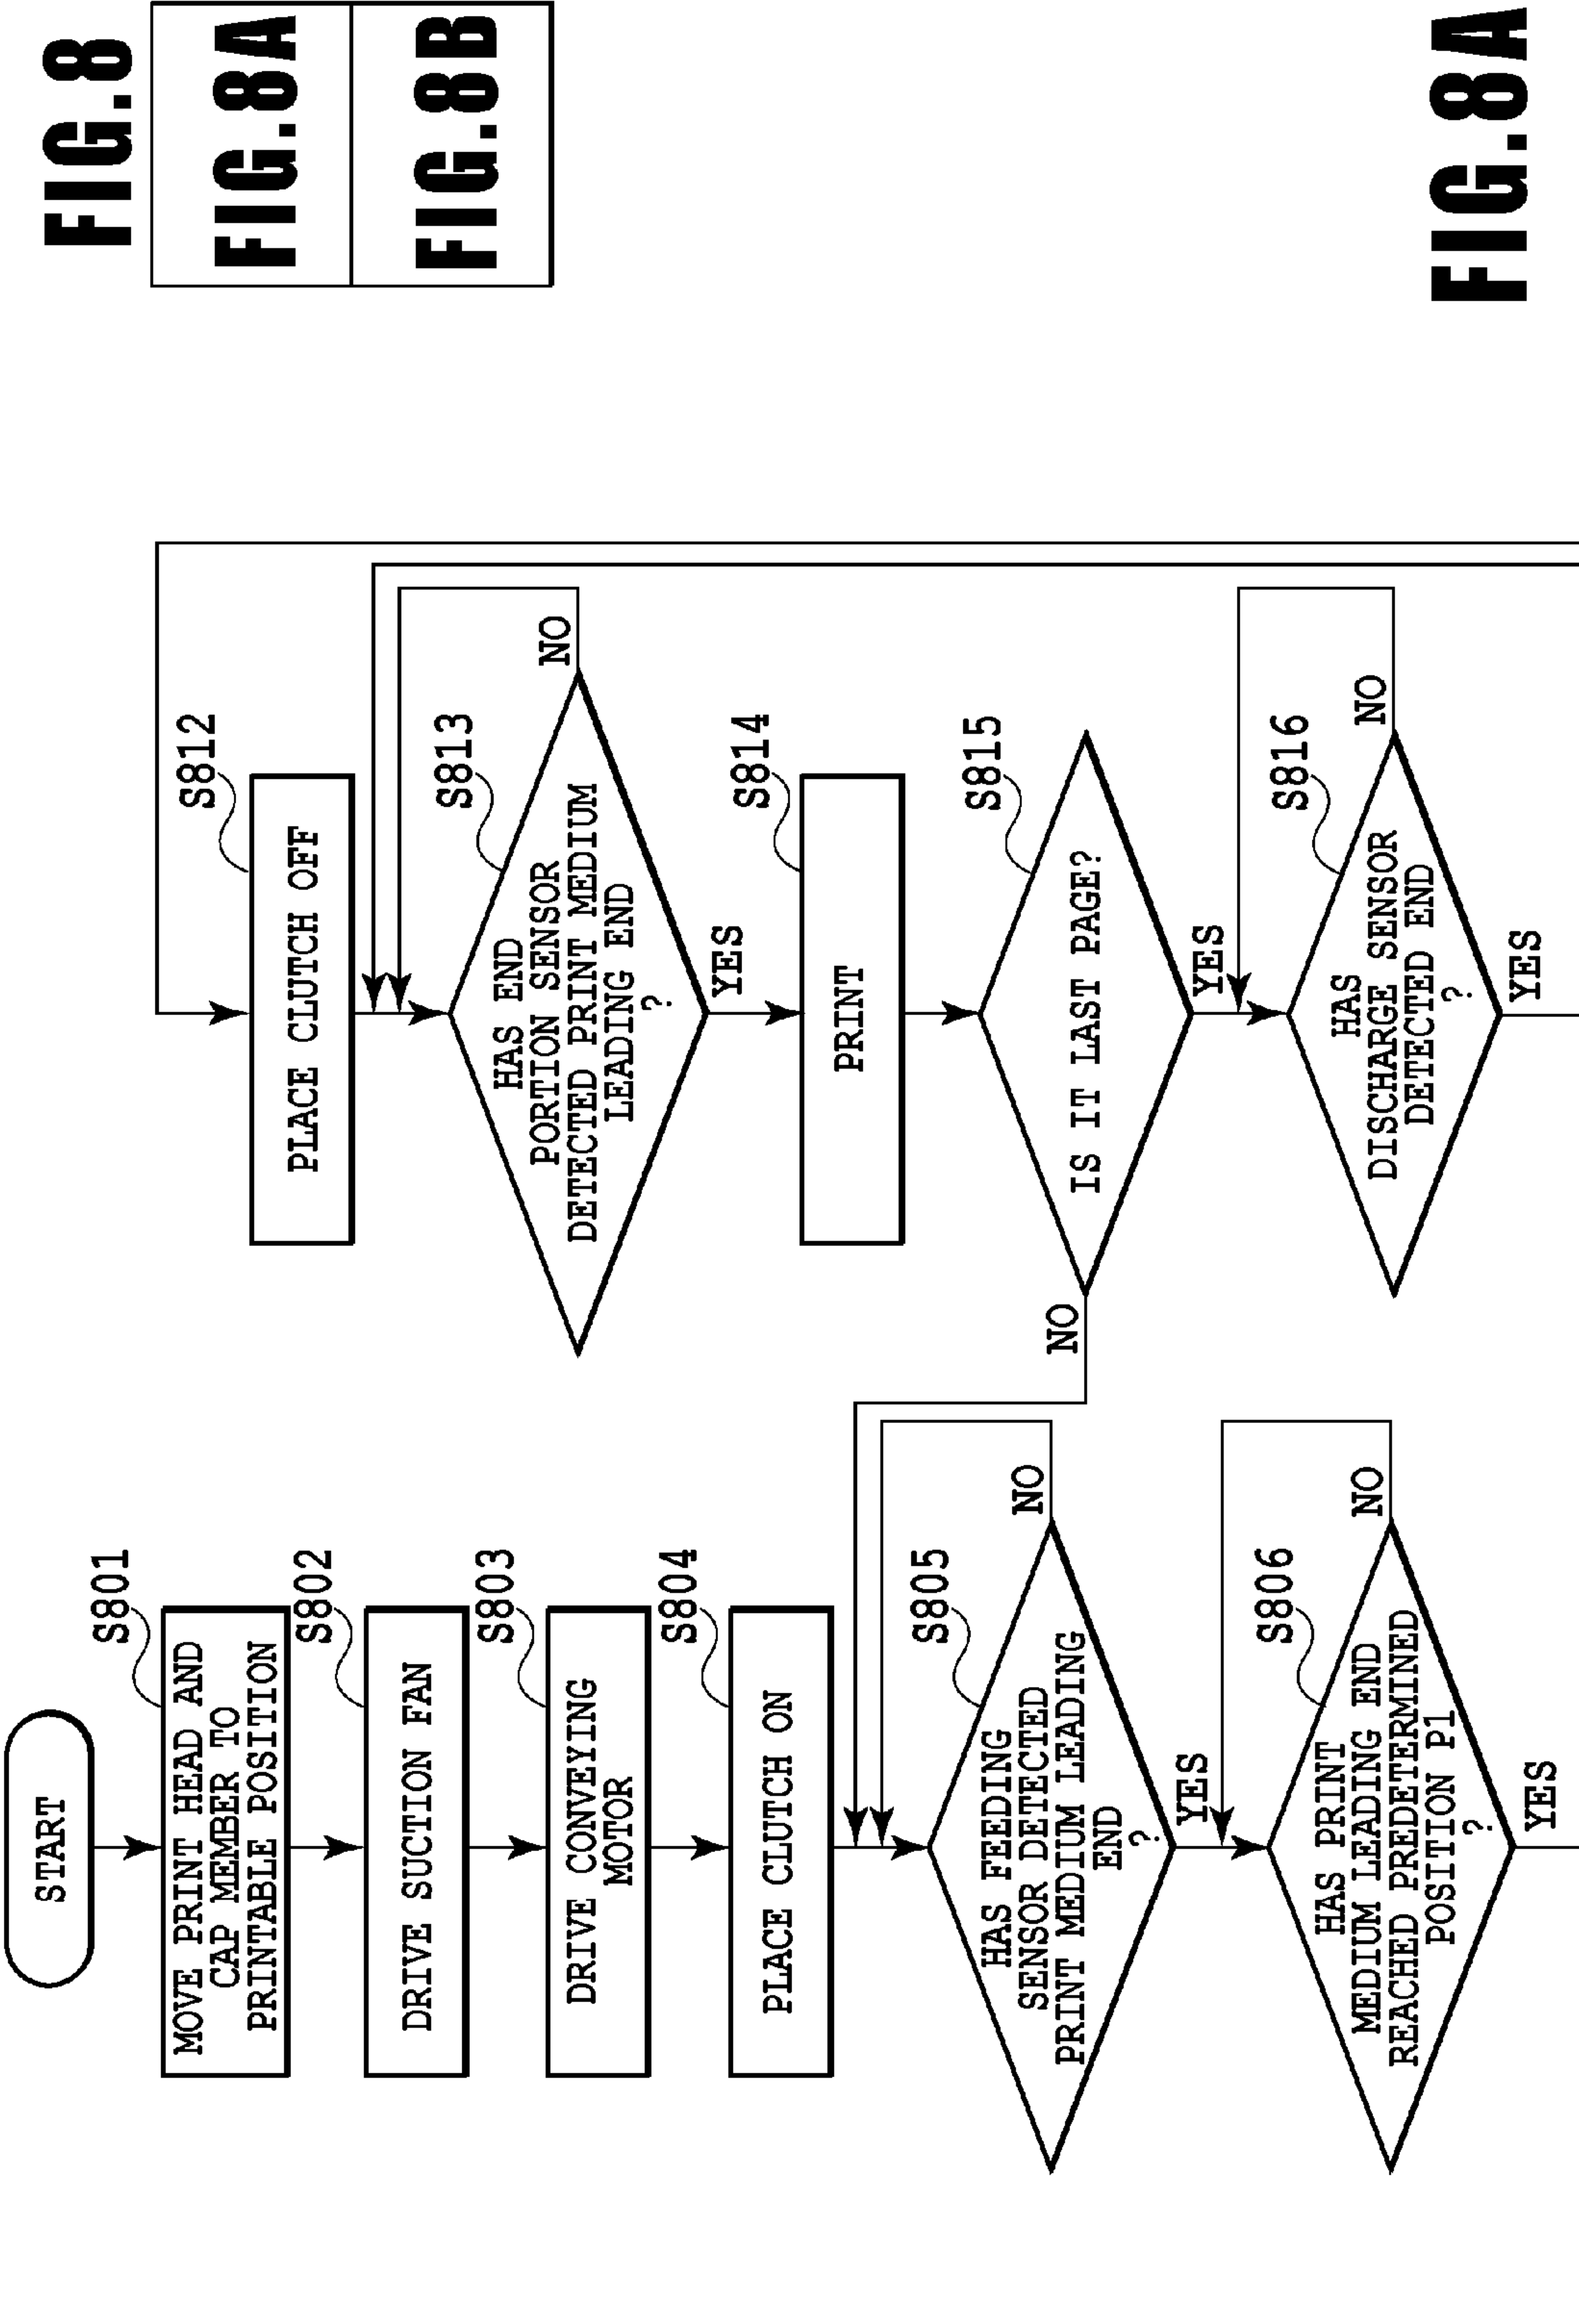 FIG.8
FIG.8A
FIG.8B
FIG.8A
START
S801
MOVE PRINT HEAD AND
CAP MEMBER TO
PRINTABLE POSITION
S802
DRIVE SUCTION FAN
S803
DRIVE CONVEYING
MOTOR
S804
PLACE CLUTCH ON
S805
HAS FEEDING
SENSOR DETECTED
PRINT MEDIUM LEADING
END
?
NO
YES
S806
HAS PRINT
MEDIUM LEADING END
REACHED PREDETERMINED
POSITION P1
?
NO
YES
S812
PLACE CLUTCH OFF
S813
HAS END
PORTION SENSOR
DETECTED PRINT MEDIUM
LEADING END
?
NO
YES
S814
PRINT
S815
IS IT LAST PAGE?
NO
YES
S816
HAS
DISCHARGE SENSOR
DETECTED END
?
NO
YES